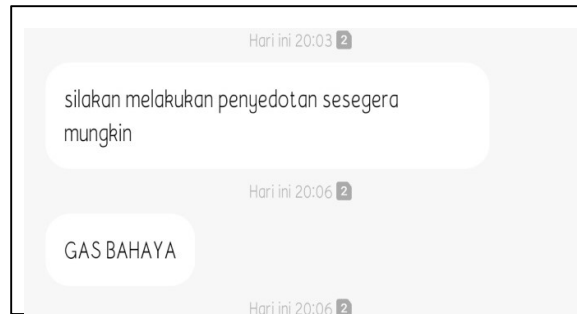 Hari ini 20:03 2
silakan melakukan penyedotan sesegera
mungkin
Hari ini 20:06 2
GAS BAHAYA
Hari ini 20:06 2